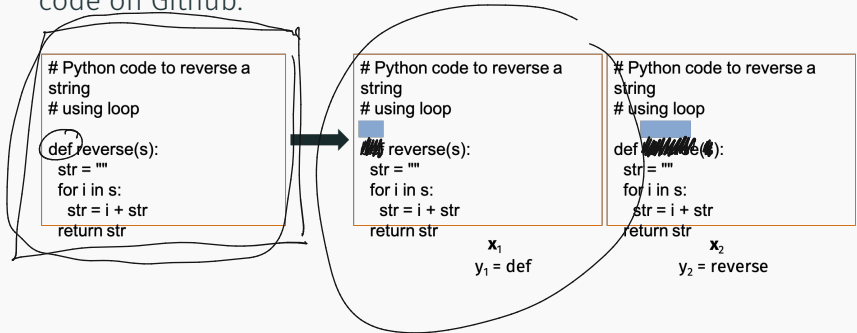 code on Github.
# Python code to reverse a
string
# using loop
def reverse(s):
str = ""
for i in s:
str = i + str
return str
# Python code to reverse a
string
# using loop
reverse(s):
str = ""
for i in s:
str = i + str
return str
x₁
y₁ = def
# Python code to reverse a
string
# using loop
def
str = ""
for i in s:
str = i + str
return str
x₂
y₂ = reverse